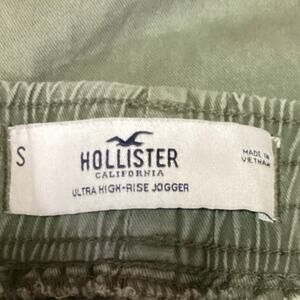 S
HOLLISTER
CALIFORNIA
ULTRA HIGH-RISE JOGGER
MADE IN
VIETNAM